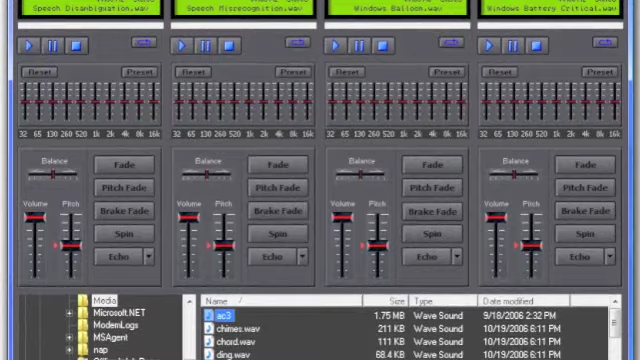 Speech Disambiguation.wav Speech Misrecognition.wav Windows Balloon.wav Windows Battery Critical.wav
Reset Preset Reset Preset Reset Preset Reset Preset
32 65 130 260 520 1k 2k 4k 8k 16k 32 65 130 260 520 1k 2k 4k 8k 16k 32 65 130 260 520 1k 2k 4k 8k 16k 32 65 130 260 520 1k 2k 4k 8k 16k
Balance Fade Balance Fade Balance Fade Balance Fade
Pitch Fade Pitch Fade Pitch Fade Pitch Fade
Volume Pitch Brake Fade Volume Pitch Brake Fade Volume Pitch Brake Fade Volume Pitch Brake Fade
Spin Spin Spin Spin
Echo Echo Echo Echo
Media Name Size Type Date modified
Microsoft.NET ac3 1.75 MB Wave Sound 9/18/2006 2:32 PM
ModemLogs chimes.wav 211 KB Wave Sound 10/19/2006 6:11 PM
MSAgent chord.wav 111 KB Wave Sound 10/19/2006 6:11 PM
nap ding.wav 68.4 KB Wave Sound 10/19/2006 6:11 PM